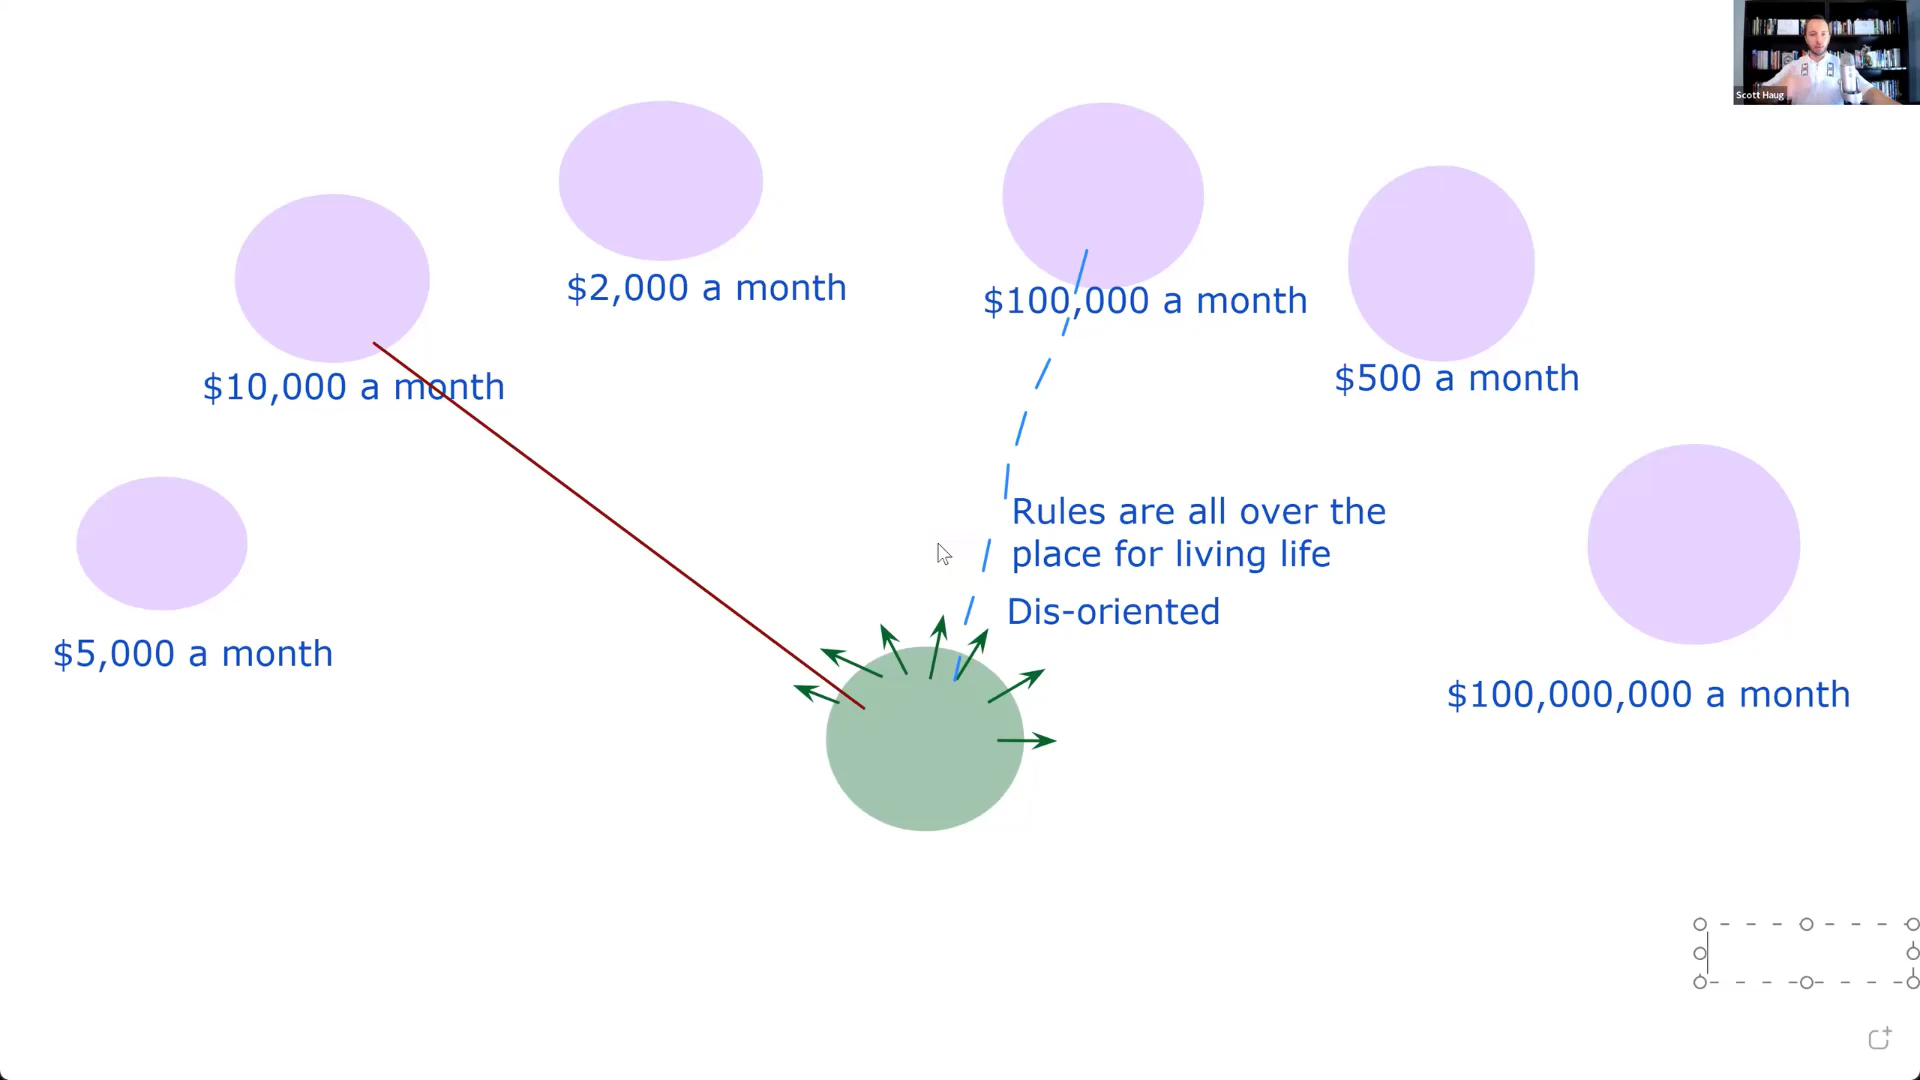 Scott Haug
$2,000 a month
$100,000 a month
$10,000 a month
$500 a month
Rules are all over the
place for living life
Dis-oriented
$5,000 a month
$100,000,000 a month